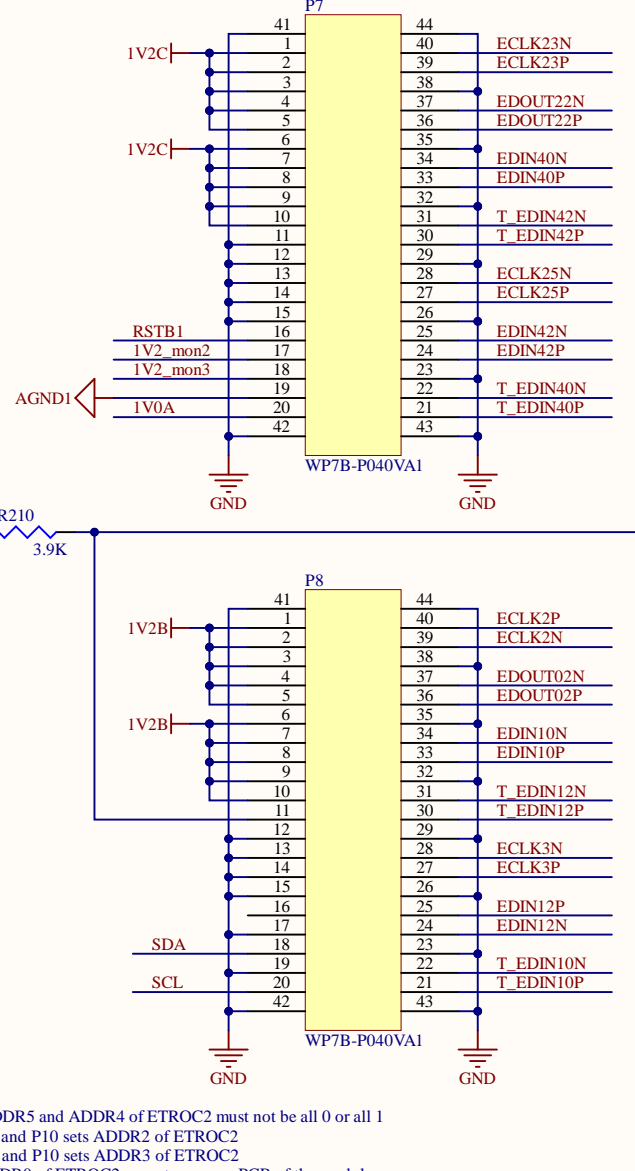 P7
41 44
1V2C 1 40 ECLK23N
2 39 ECLK23P
3 38
4 37 EDOUT22N
5 36 EDOUT22P
1V2C 6 35
7 34 EDIN40N
8 33 EDIN40P
9 32
10 31 T_EDIN42N
11 30 T_EDIN42P
12 29
13 28 ECLK25N
14 27 ECLK25P
15 26
RSTB1 16 25 EDIN42N
1V2_mon2 17 24 EDIN42P
1V2_mon3 18 23
AGND1 19 22 T_EDIN40N
1V0A 20 21 T_EDIN40P
42 43
WP7B-P040VA1
GND GND
R210
3.9K
P8
41 44
1V2B 1 40 ECLK2P
2 39 ECLK2N
3 38
4 37 EDOUT02N
5 36 EDOUT02P
1V2B 6 35
7 34 EDIN10N
8 33 EDIN10P
9 32
10 31 T_EDIN12N
11 30 T_EDIN12P
12 29
13 28 ECLK3N
14 27 ECLK3P
15 26
16 25 EDIN12P
17 24 EDIN12N
SDA 18 23
19 22 T_EDIN10N
SCL 20 21 T_EDIN10P
42 43
WP7B-P040VA1
GND GND
DDR5 and ADDR4 of ETROC2 must not be all 0 or all 1
and P10 sets ADDR2 of ETROC2
and P10 sets ADDR3 of ETROC2